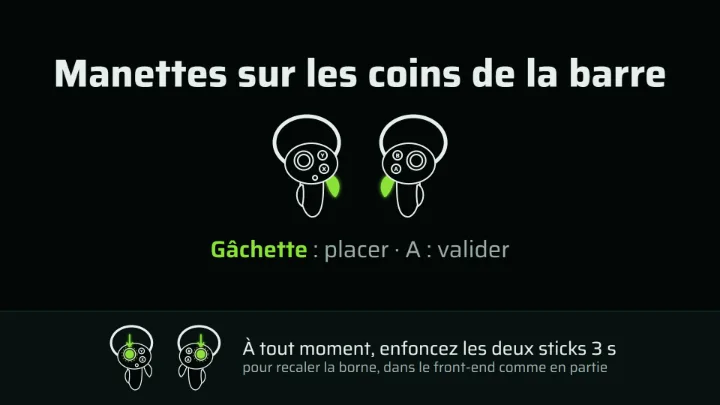 Manettes sur les coins de la barre
Y
X
B
A
Gâchette : placer · A : valider
À tout moment, enfoncez les deux sticks 3 s
pour recaler la borne, dans le front-end comme en partie